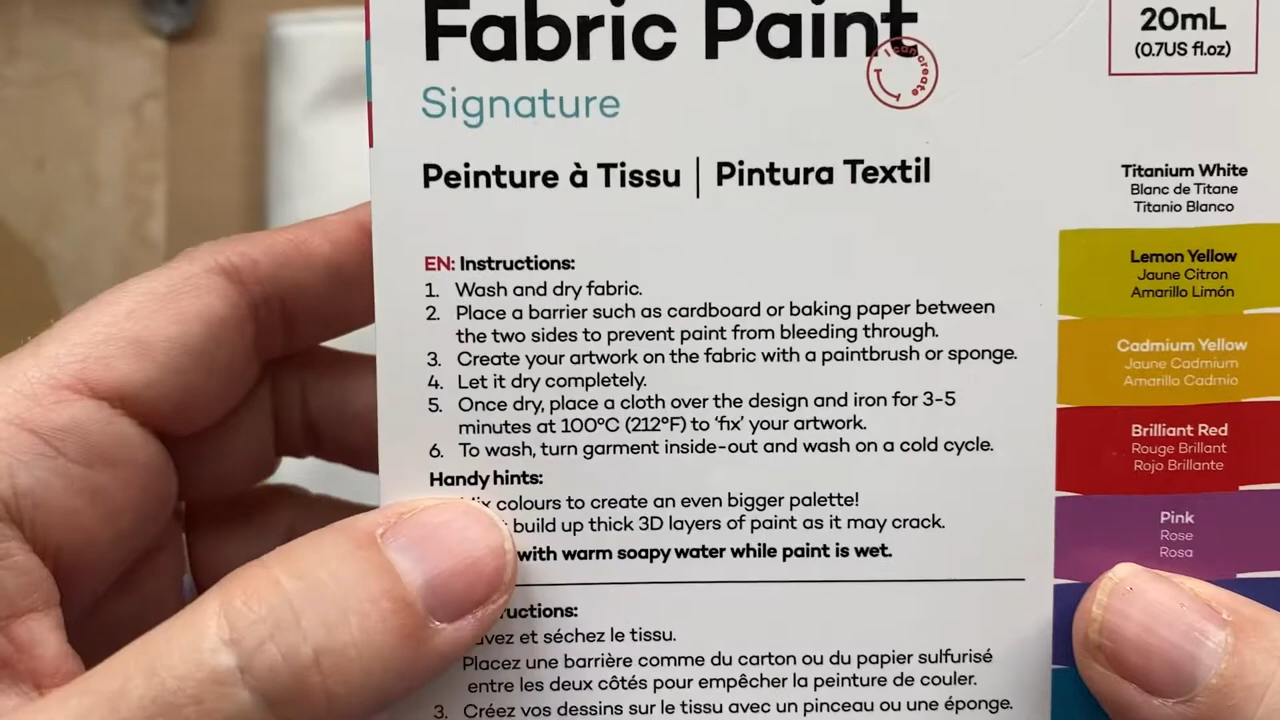 Fabric Paint
I can create
Signature
Peinture à Tissu | Pintura Textil
EN: Instructions:
1. Wash and dry fabric.
2. Place a barrier such as cardboard or baking paper between
the two sides to prevent paint from bleeding through.
3. Create your artwork on the fabric with a paintbrush or sponge.
4. Let it dry completely.
5. Once dry, place a cloth over the design and iron for 3-5
minutes at 100°C (212°F) to ‘fix’ your artwork.
6. To wash, turn garment inside-out and wash on a cold cycle.
Handy hints:
colours to create an even bigger palette!
build up thick 3D layers of paint as it may crack.
with warm soapy water while paint is wet.
uctions:
vez et séchez le tissu.
Placez une barrière comme du carton ou du papier sulfurisé
entre les deux côtés pour empêcher la peinture de couler.
3. Créez vos dessins sur le tissu avec un pinceau ou une éponge.
20mL
(0.7US fl.oz)
Titanium White
Blanc de Titane
Titanio Blanco
Lemon Yellow
Jaune Citron
Amarillo Limón
Cadmium Yellow
Jaune Cadmium
Amarillo Cadmio
Brilliant Red
Rouge Brillant
Rojo Brillante
Pink
Rose
Rosa